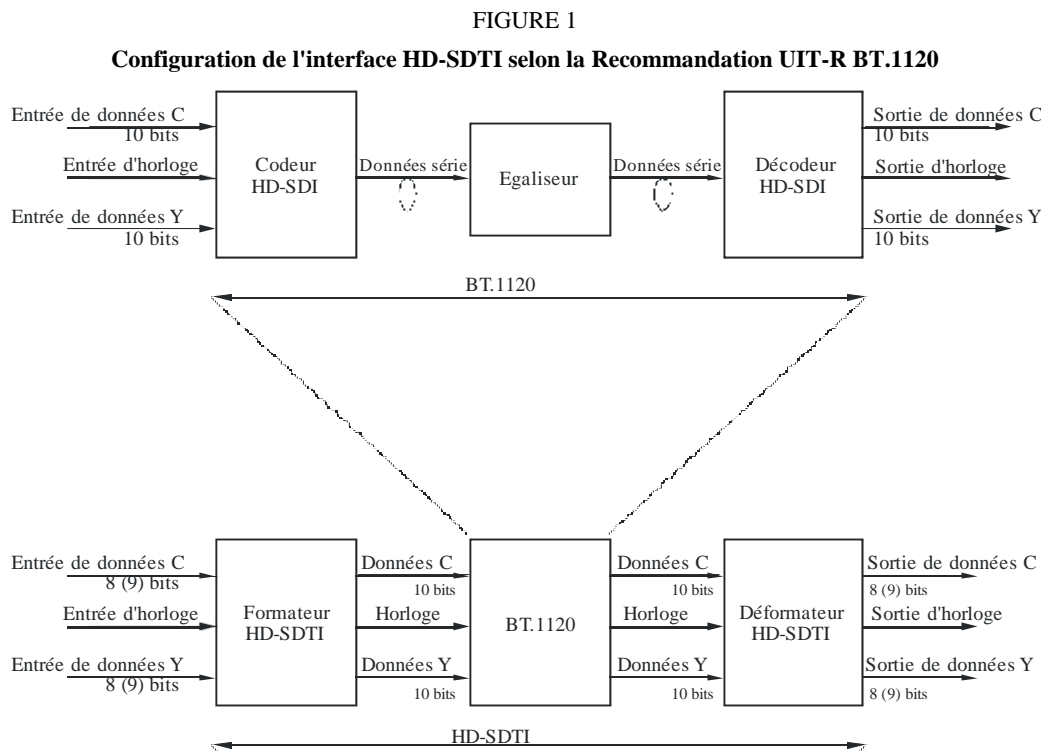 FIGURE 1
Configuration de l'interface HD-SDTI selon la Recommandation UIT-R BT.1120
Entrée de données C
10 bits
Entrée d'horloge
Entrée de données Y
10 bits
Codeur
HD-SDI
Données série
Egaliseur
Données série
Décodeur
HD-SDI
Sortie de données C
10 bits
Sortie d'horloge
Sortie de données Y
10 bits
BT.1120
Entrée de données C
8 (9) bits
Entrée d'horloge
Entrée de données Y
8 (9) bits
Formateur
HD-SDTI
Données C
10 bits
Horloge
Données Y
10 bits
BT.1120
Données C
10 bits
Horloge
Données Y
10 bits
Déformateur
HD-SDTI
Sortie de données C
8 (9) bits
Sortie d'horloge
Sortie de données Y
8 (9) bits
HD-SDTI